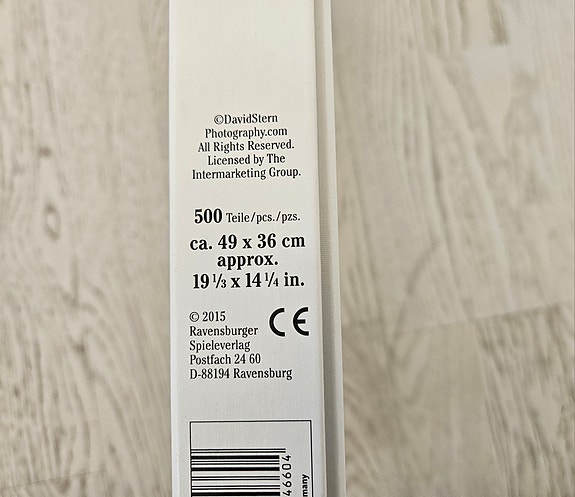 ©DavidStern
Photography.com
All Rights Reserved.
Licensed by The
Intermarketing Group.
500 Teile/pcs./pzs.
ca. 49 x 36 cm
approx.
19 1/3 x 14 1/4 in.
© 2015
Ravensburger
Spieleverlag
Postfach 24 60
D-88194 Ravensburg
CE
46604